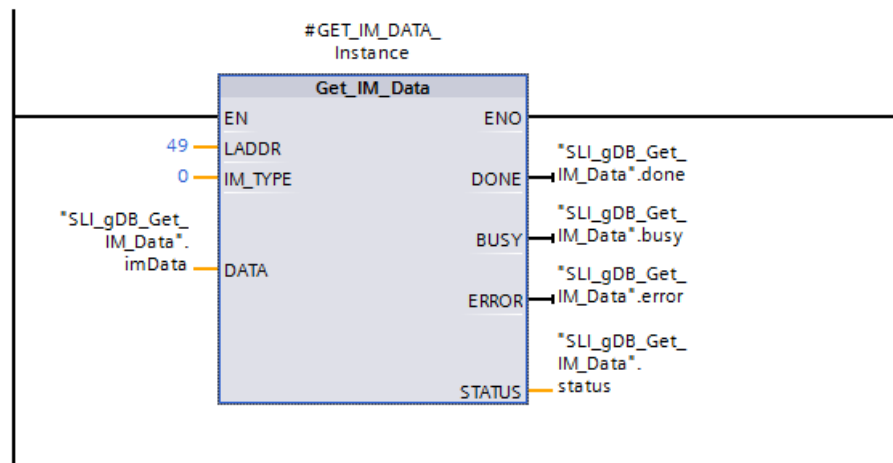 #GET_IM_DATA_
Instance
Get_IM_Data
EN
ENO
49
LADDR
0
IM_TYPE
"SLI_gDB_Get_
IM_Data".
imData
DATA
DONE
"SLI_gDB_Get_
IM_Data".done
BUSY
"SLI_gDB_Get_
IM_Data".busy
ERROR
"SLI_gDB_Get_
IM_Data".error
STATUS
"SLI_gDB_Get_
IM_Data".
status